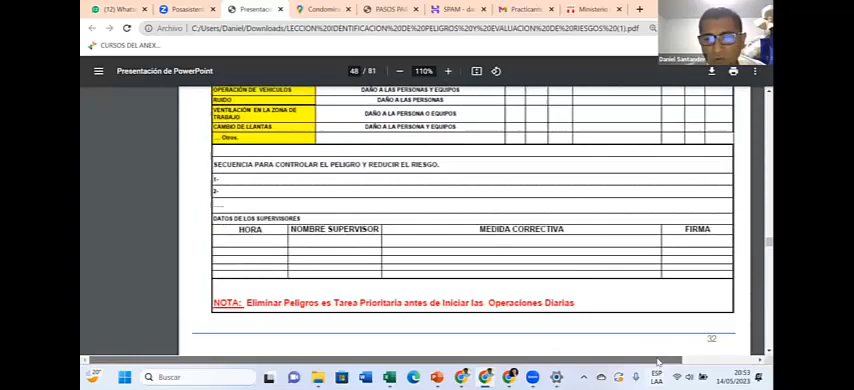 (12) Whats
Posasistent
Presentació
Condomini
PASOS PAR
SPAM - da
Practicante
Ministerio
Archivo
C:/Users/Daniel/Downloads/LECCION%20IDENTIFICACION%20DE%20PELIGROS%20Y%20EVALUACION%20DE%20RIESGOS%20(1).pdf
CURSOS DEL ANEX...
Daniel Santander
Presentación de PowerPoint
48 / 81
110%
OPERACIÓN DE VEHICULOS DAÑO A LAS PERSONAS Y EQUIPOS
RUIDO DAÑO A LAS PERSONAS
VENTILACIÓN EN LA ZONA DE TRABAJO DAÑO A LA PERSONA O EQUIPOS
CAMBIO DE LLANTAS DAÑO A LA PERSONA Y EQUIPOS
.... Otros.
SECUENCIA PARA CONTROLAR EL PELIGRO Y REDUCIR EL RIESGO.
1-
2-
......
DATOS DE LOS SUPERVISORES
HORA NOMBRE SUPERVISOR MEDIDA CORRECTIVA FIRMA
NOTA: Eliminar Peligros es Tarea Prioritaria antes de Iniciar las Operaciones Diarias
32
20°
Buscar
ESP
LAA
20:53
14/05/2023